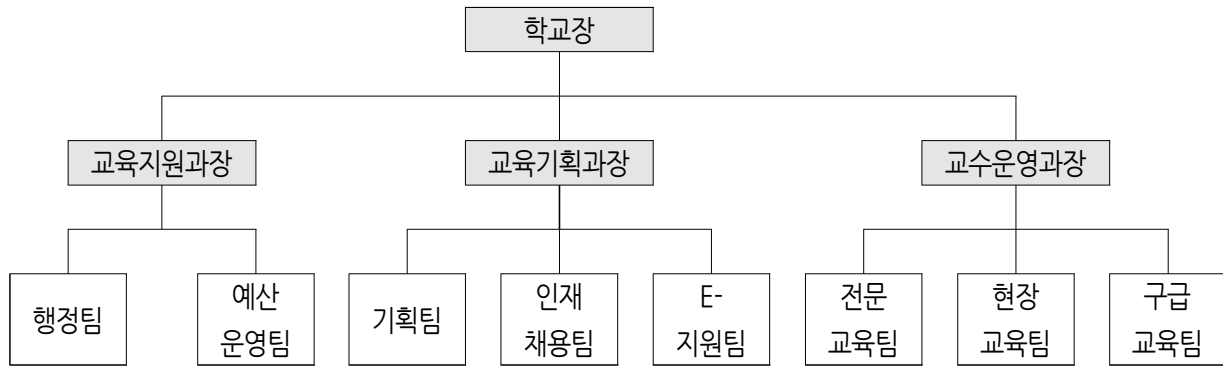 학교장
교육지원과장
교육기획과장
교수운영과장
행정팀
예산
운영팀
기획팀
인재
채용팀
E-
지원팀
전문
교육팀
현장
교육팀
구급
교육팀